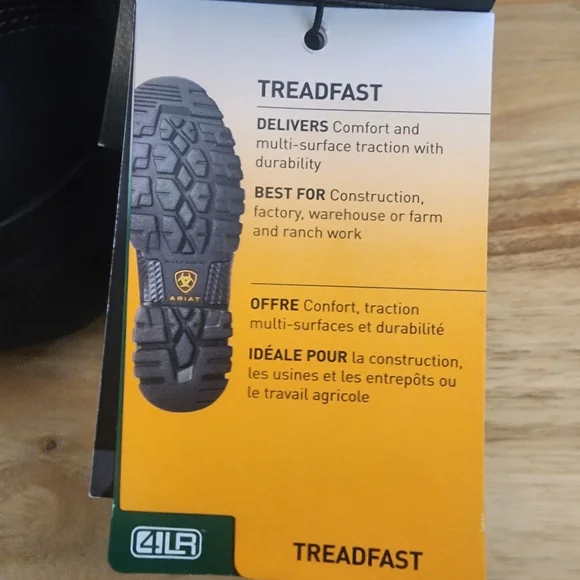 TREADFAST
DELIVERS Comfort and
multi-surface traction with
durability
BEST FOR Construction,
factory, warehouse or farm
and ranch work
ARIAT
OFFRE Confort, traction
multi-surfaces et durabilité
IDÉALE POUR la construction,
les usines et les entrepôts ou
le travail agricole
4LR
TREADFAST